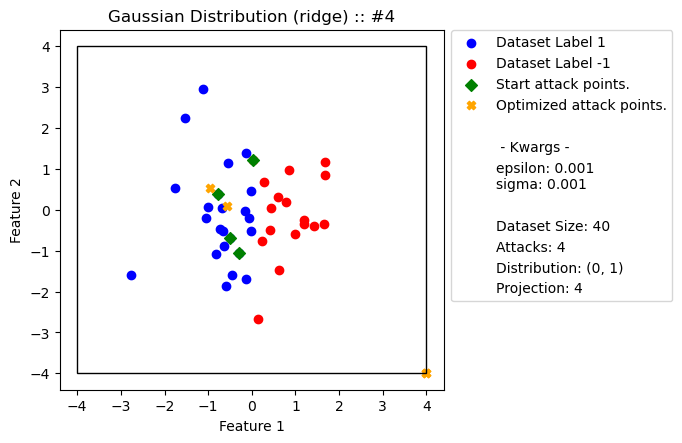 Gaussian Distribution (ridge) :: #4
Feature 2
4
3
2
1
0
−1
−2
−3
−4
−4 −3 −2 −1 0 1 2 3 4
Feature 1
Dataset Label 1
Dataset Label -1
Start attack points.
Optimized attack points.
- Kwargs -
epsilon: 0.001
sigma: 0.001
Dataset Size: 40
Attacks: 4
Distribution: (0, 1)
Projection: 4